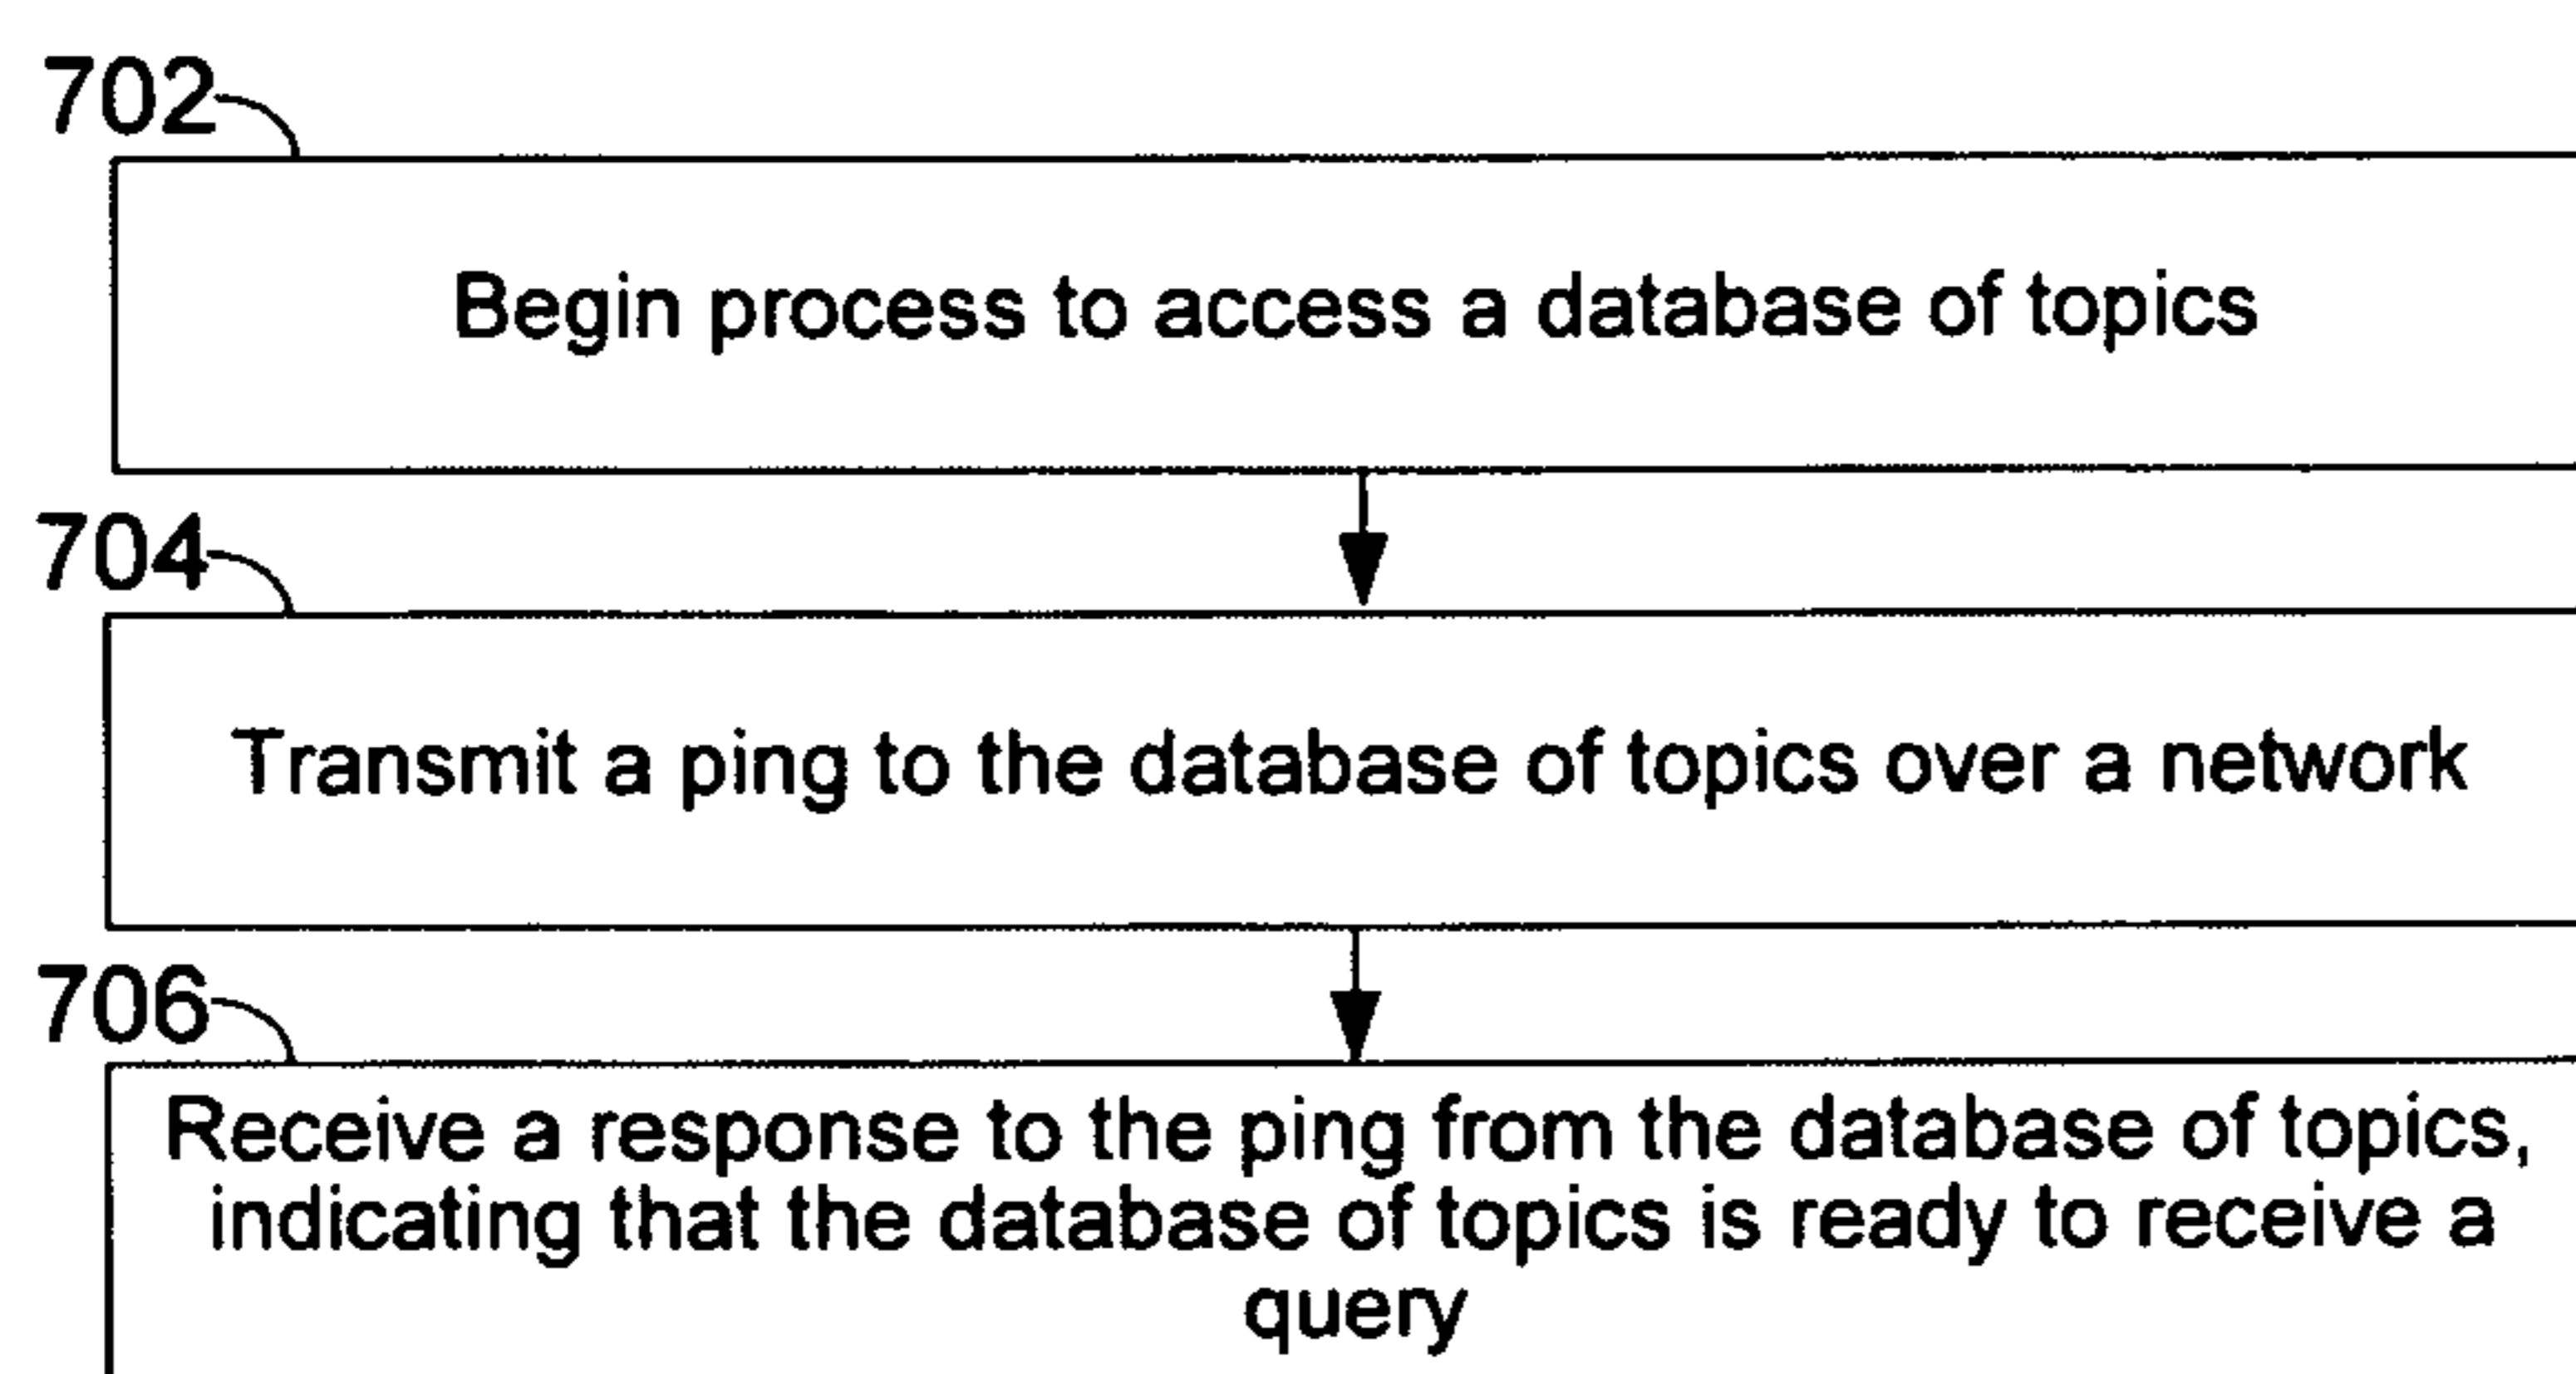 702
Begin process to access a database of topics
704
Transmit a ping to the database of topics over a network
706
Receive a response to the ping from the database of topics,
indicating that the database of topics is ready to receive a
query